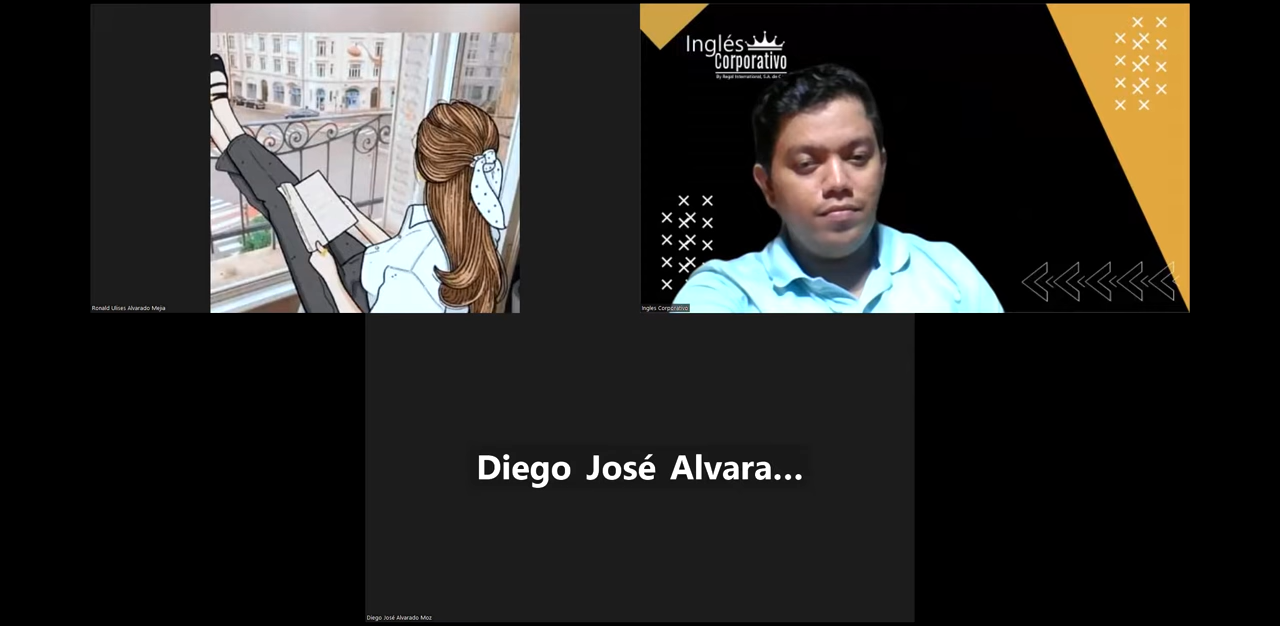 Inglés
Corporativo
By Regal International, S.A. de C
Ronald Ulises Alvarado Mejia
Ingles Corporativo
Diego José Alvara...
Diego José Alvarado Moz